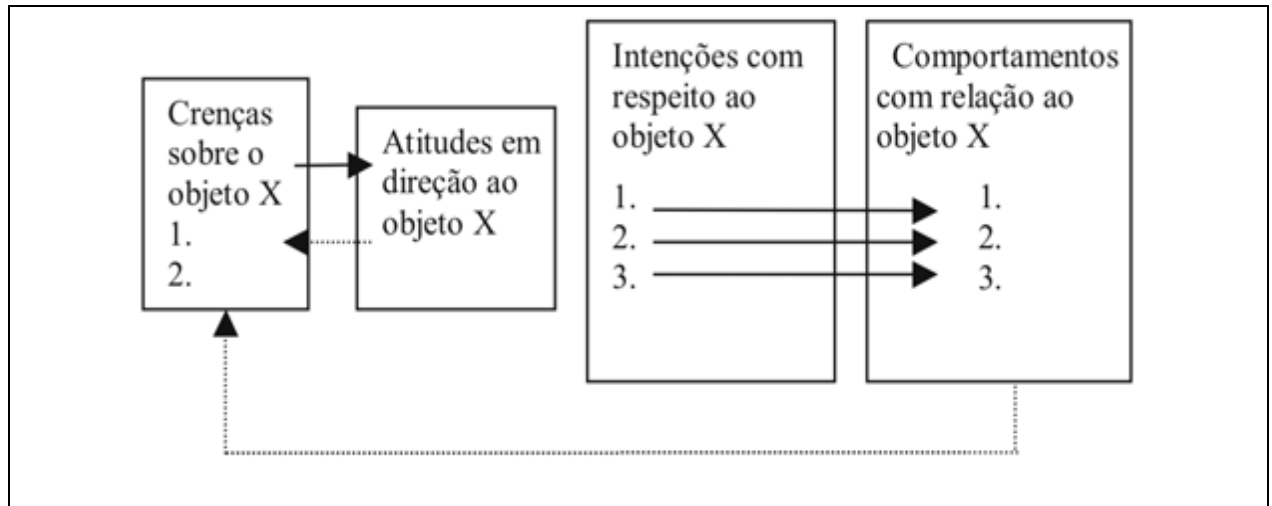 Crenças
sobre o
objeto X
1.
2.
Atitudes em
direção ao
objeto X
Intenções com
respeito ao
objeto X
1.
2.
3.
Comportamentos
com relação ao
objeto X
1.
2.
3.